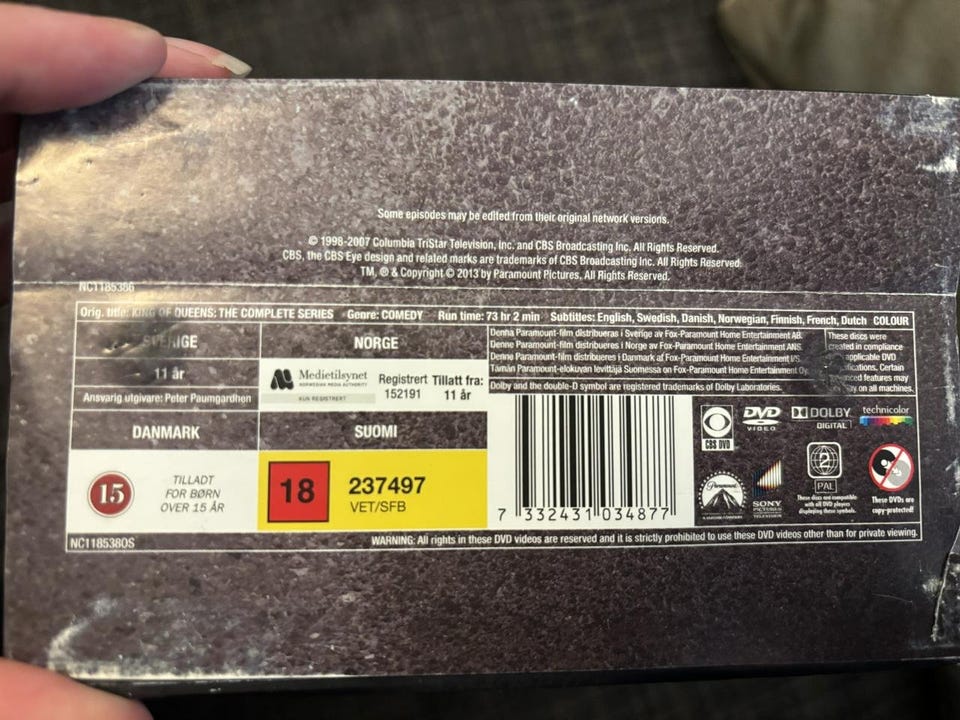 Some episodes may be edited from their original network versions.
© 1998-2007 Columbia TriStar Television, Inc. and CBS Broadcasting Inc. All Rights Reserved.
CBS, the CBS Eye design and related marks are trademarks of CBS Broadcasting Inc. All Rights Reserved.
TM, ® & Copyright © 2013 by Paramount Pictures. All Rights Reserved.
NC1185386
Orig. title: KING OF QUEENS: THE COMPLETE SERIES Genre: COMEDY Run time: 73 hr 2 min Subtitles: English, Swedish, Danish, Norwegian, Finnish, French, Dutch COLOUR
SVERIGE
11 år
Ansvarig utgivare: Peter Paumgardhen
NORGE
Medietilsynet
NORWEGIAN MEDIA AUTHORITY
KUN REGISTRERT
Registrert
152191
Tillatt fra:
11 år
Denna Paramount-film distribueras i Sverige av Fox-Paramount Home Entertainment AB.
Denne Paramount-film distribueres i Norge av Fox-Paramount Home Entertainment ANS.
Denne Paramount-film distribueres i Danmark af Fox-Paramount Home Entertainment I/S.
Tämän Paramount-elokuvan levittäjä Suomessa on Fox-Paramount Home Entertainment Oy.
Dolby and the double-D symbol are registered trademarks of Dolby Laboratories.
These discs were
created in compliance
applicable DVD
Certain
features may
on all machines.
DANMARK
15
TILLADT
FOR BØRN
OVER 15 ÅR
SUOMI
18
237497
VET/SFB
7 332431 034877
CBS DVD
DVD
VIDEO
DOLBY
DIGITAL
technicolor
Paramount
SONY
PICTURES
TELEVISION
2
PAL
These discs are compatible
with all DVD players
displaying these symbols.
These DVDs are
copy-protected!
NC118538OS
WARNING: All rights in these DVD videos are reserved and it is strictly prohibited to use these DVD videos other than for private viewing.